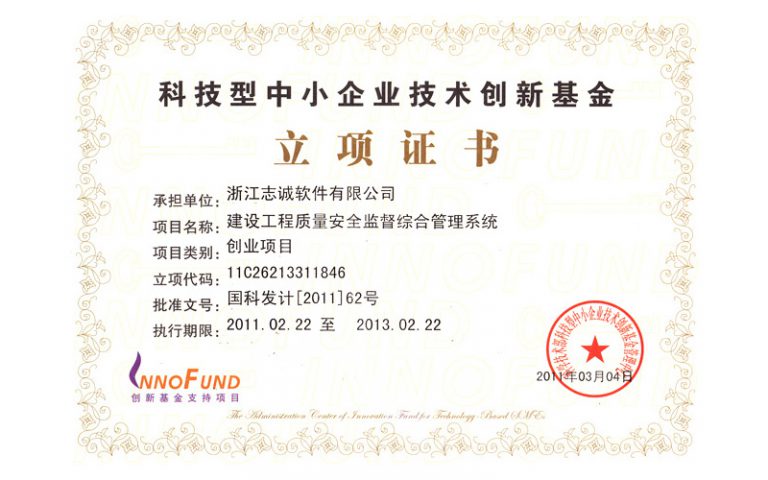 科技型中小企业技术创新基金
立项证书
承担单位：浙江志诚软件有限公司
项目名称：建设工程质量安全监督综合管理系统
项目类别：创业项目
立项代码：11C26213311846
批准文号：国科发计[2011]62号
执行期限：2011.02.22 至 2013.02.22
科学技术部科技型中小企业技术创新基金管理中心
2011年03月04日
INNOFUND
创新基金支持项目
The Administration Center of Innovation Fund for Technology-Based SMEs